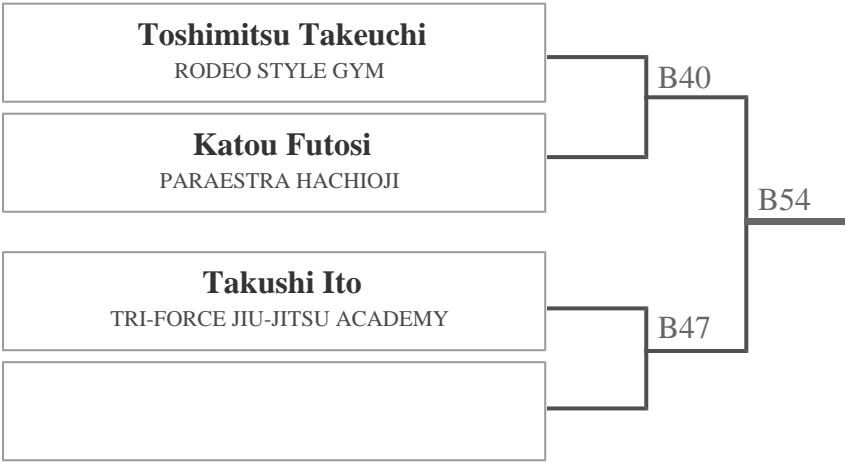 Toshimitsu Takeuchi
RODEO STYLE GYM
B40
Katou Futosi
PARAESTRA HACHIOJI
B54
Takushi Ito
TRI-FORCE JIU-JITSU ACADEMY
B47